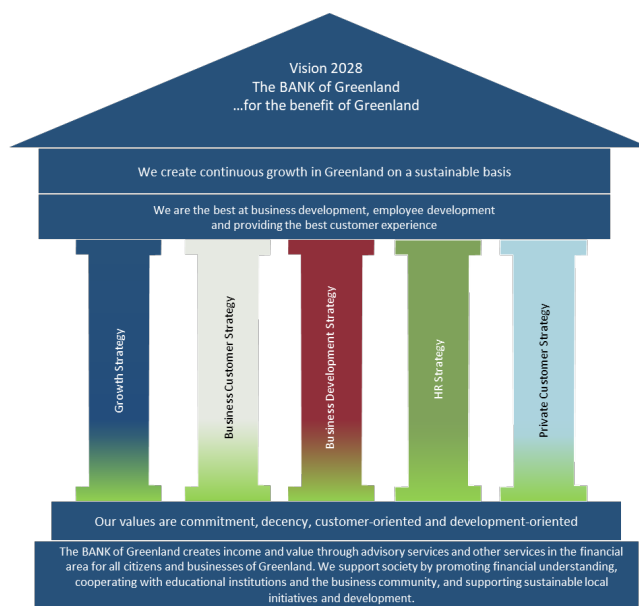 Vision 2028
The BANK of Greenland
...for the benefit of Greenland
We create continuous growth in Greenland on a sustainable basis
We are the best at business development, employee development
and providing the best customer experience
Growth Strategy
Business Customer Strategy
Business Development Strategy
HR Strategy
Private Customer Strategy
Our values are commitment, decency, customer-oriented and development-oriented
The BANK of Greenland creates income and value through advisory services and other services in the financial
area for all citizens and businesses of Greenland. We support society by promoting financial understanding,
cooperating with educational institutions and the business community, and supporting sustainable local
initiatives and development.